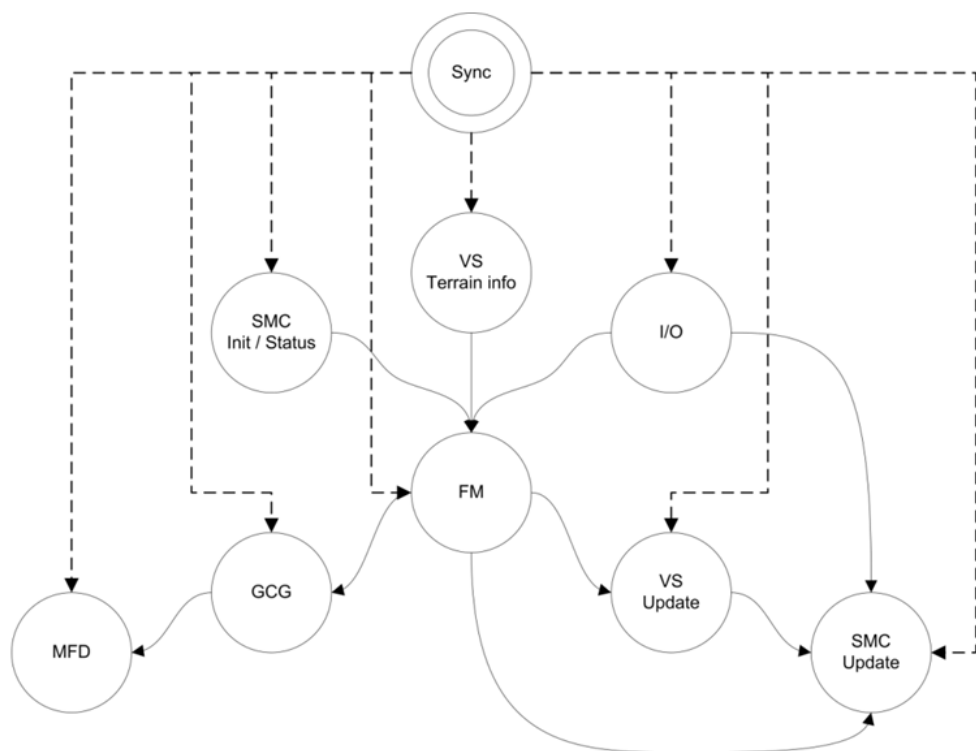 Sync
VS
Terrain info
SMC
Init / Status
I/O
FM
GCG
VS
Update
MFD
SMC
Update